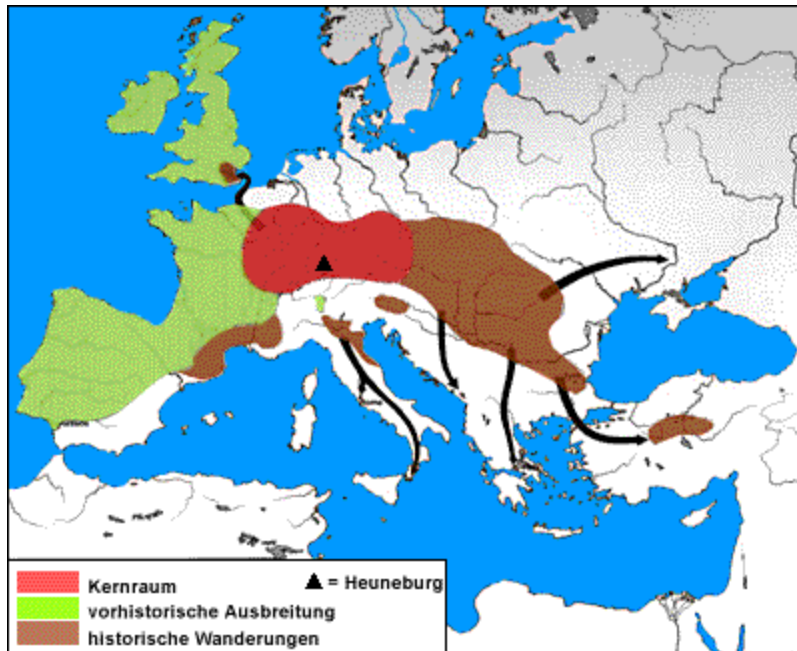 Kernraum
▲ = Heuneburg
vorhistorische Ausbreitung
historische Wanderungen